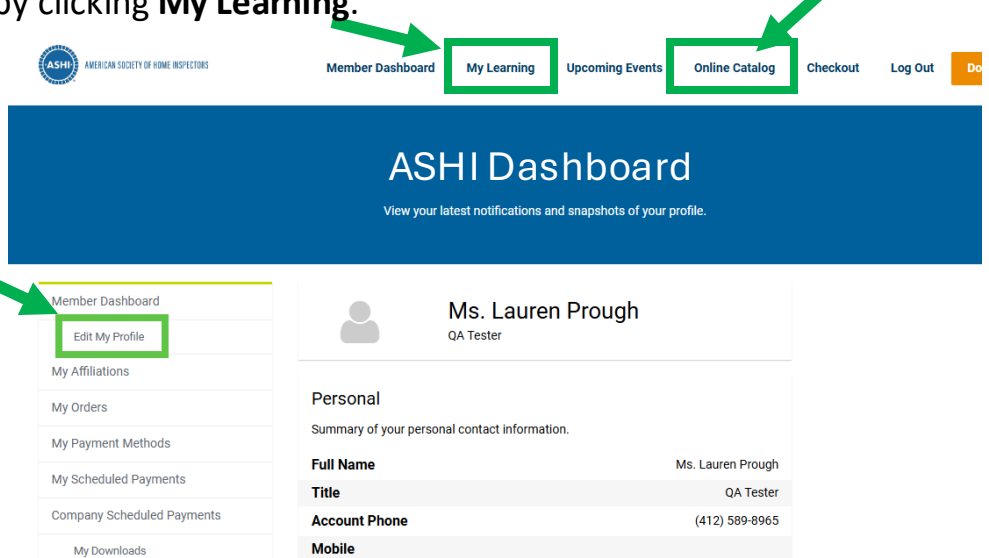 by clicking My Learning.
ASHI AMERICAN SOCIETY OF HOME INSPECTORS
Member Dashboard My Learning Upcoming Events Online Catalog Checkout Log Out Do
ASHI Dashboard
View your latest notifications and snapshots of your profile.
Member Dashboard
Edit My Profile
My Affiliations
My Orders
My Payment Methods
My Scheduled Payments
Company Scheduled Payments
My Downloads
Ms. Lauren Prough
QA Tester
Personal
Summary of your personal contact information.
Full Name Ms. Lauren Prough
Title QA Tester
Account Phone (412) 589-8965
Mobile